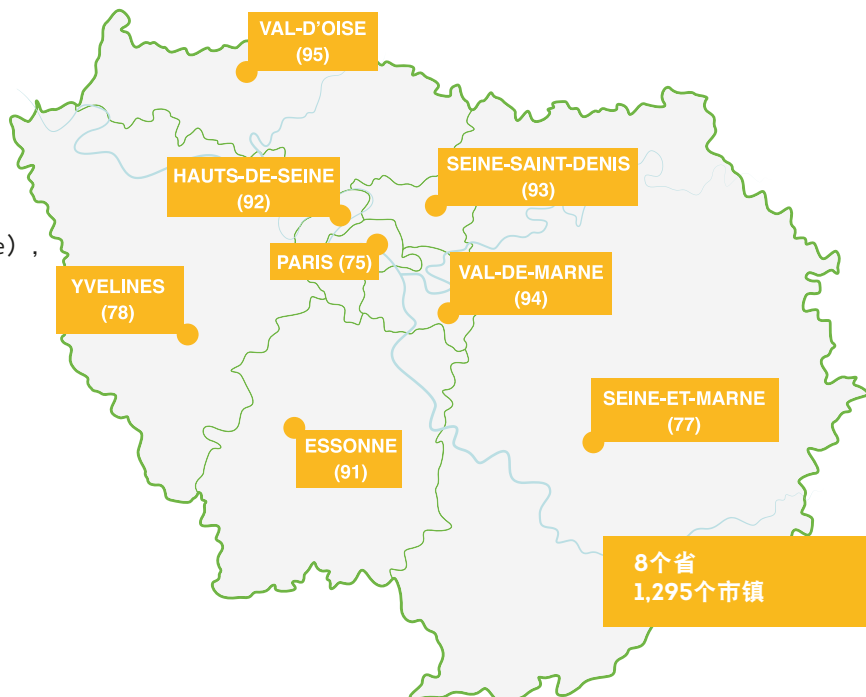 VAL-D'OISE
(95)
HAUTS-DE-SEINE
(92)
SEINE-SAINT-DENIS
(93)
e) ,
PARIS (75)
VAL-DE-MARNE
(94)
YVELINES
(78)
SEINE-ET-MARNE
(77)
ESSONNE
(91)
8个省
1,295个市镇